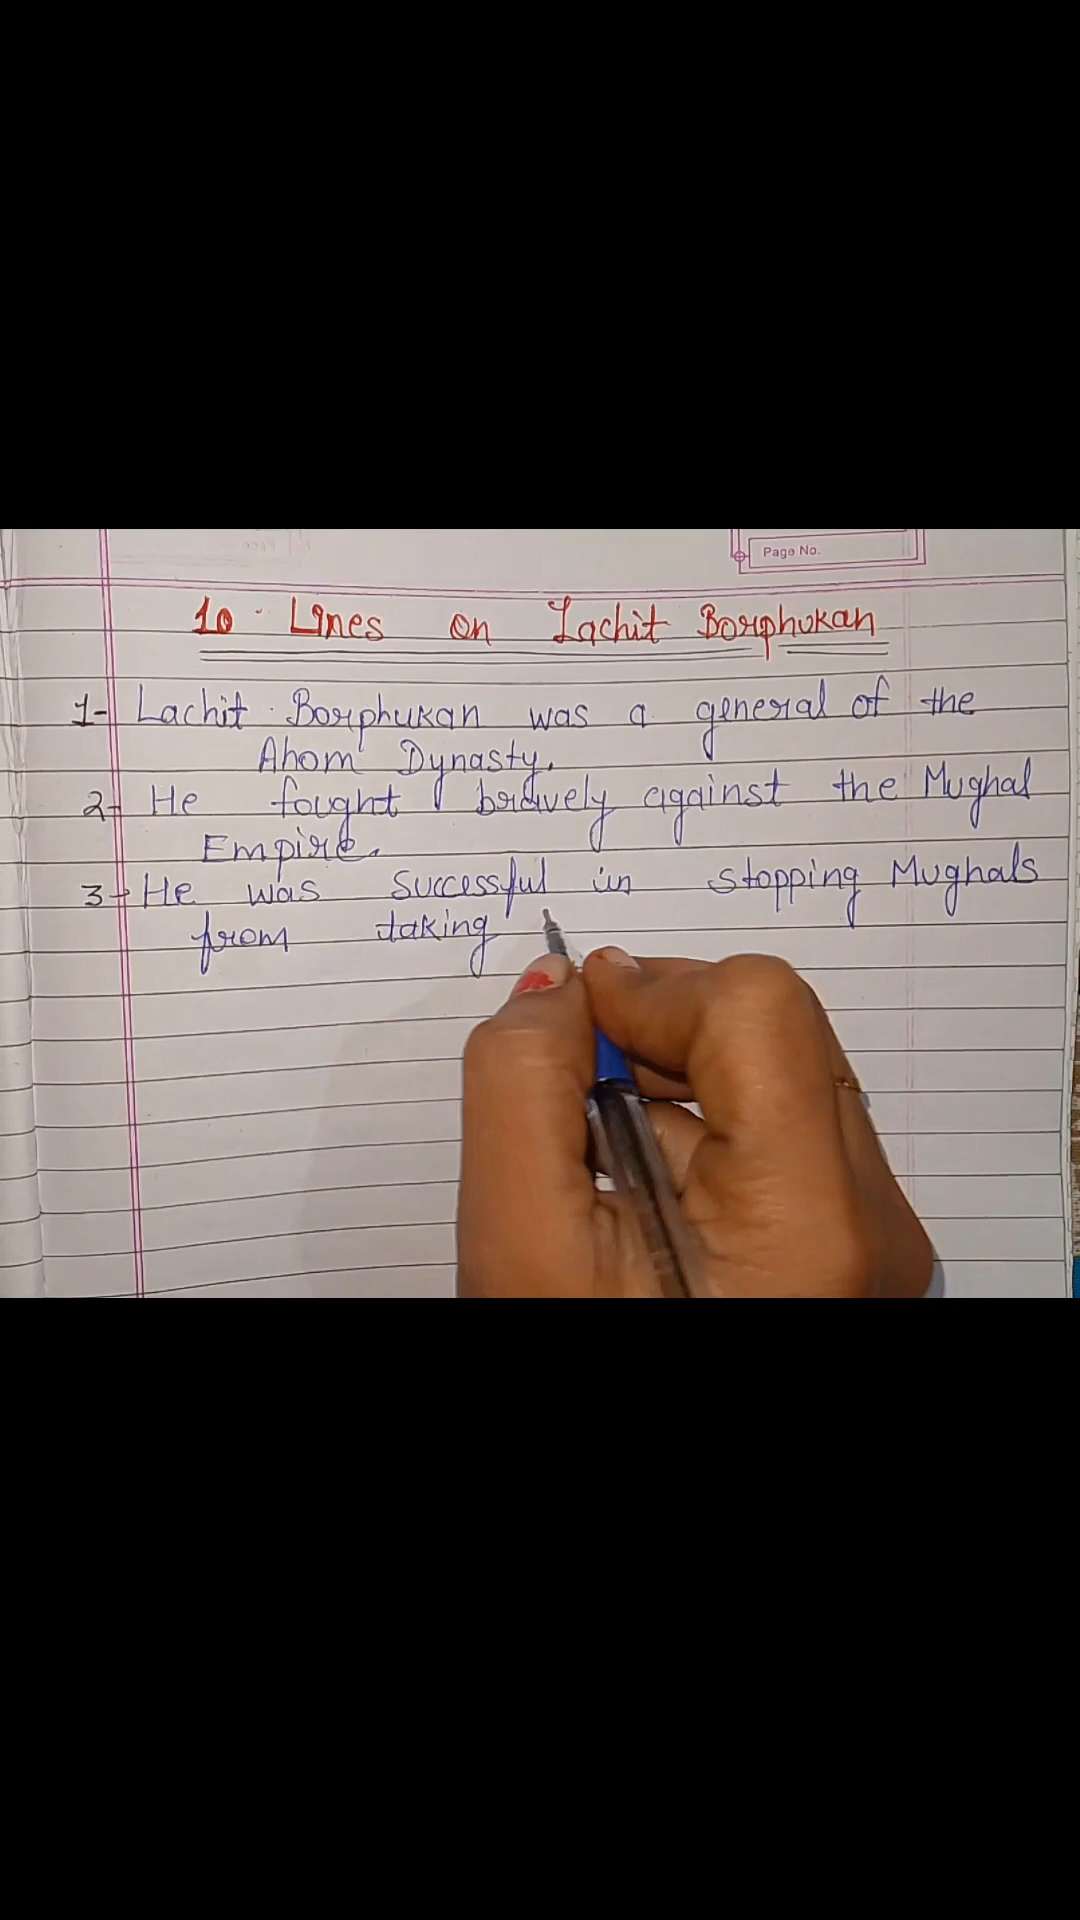 Page No.
10 Lines on Lachit Borphukan
1- Lachit Borphukan was a general of the
Ahom Dynasty.
2- He fought bravely against the Mughal
Empire.
3- He was successful in stopping Mughals
from taking